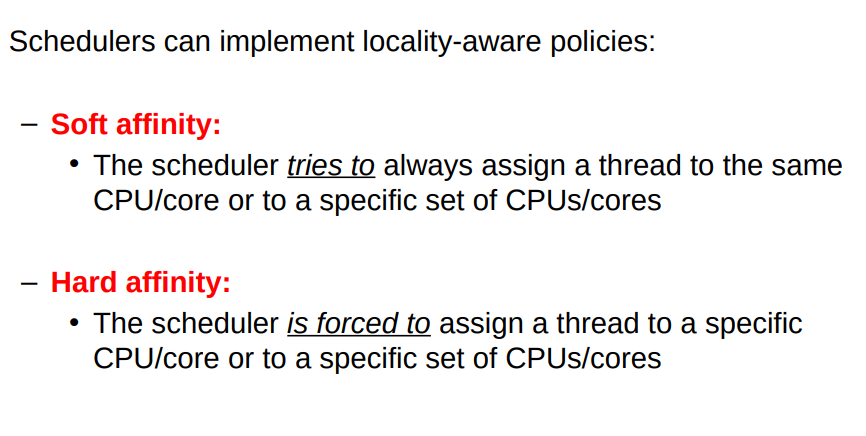 Schedulers can implement locality-aware policies:
– Soft affinity:
• The scheduler tries to always assign a thread to the same
CPU/core or to a specific set of CPUs/cores
– Hard affinity:
• The scheduler is forced to assign a thread to a specific
CPU/core or to a specific set of CPUs/cores